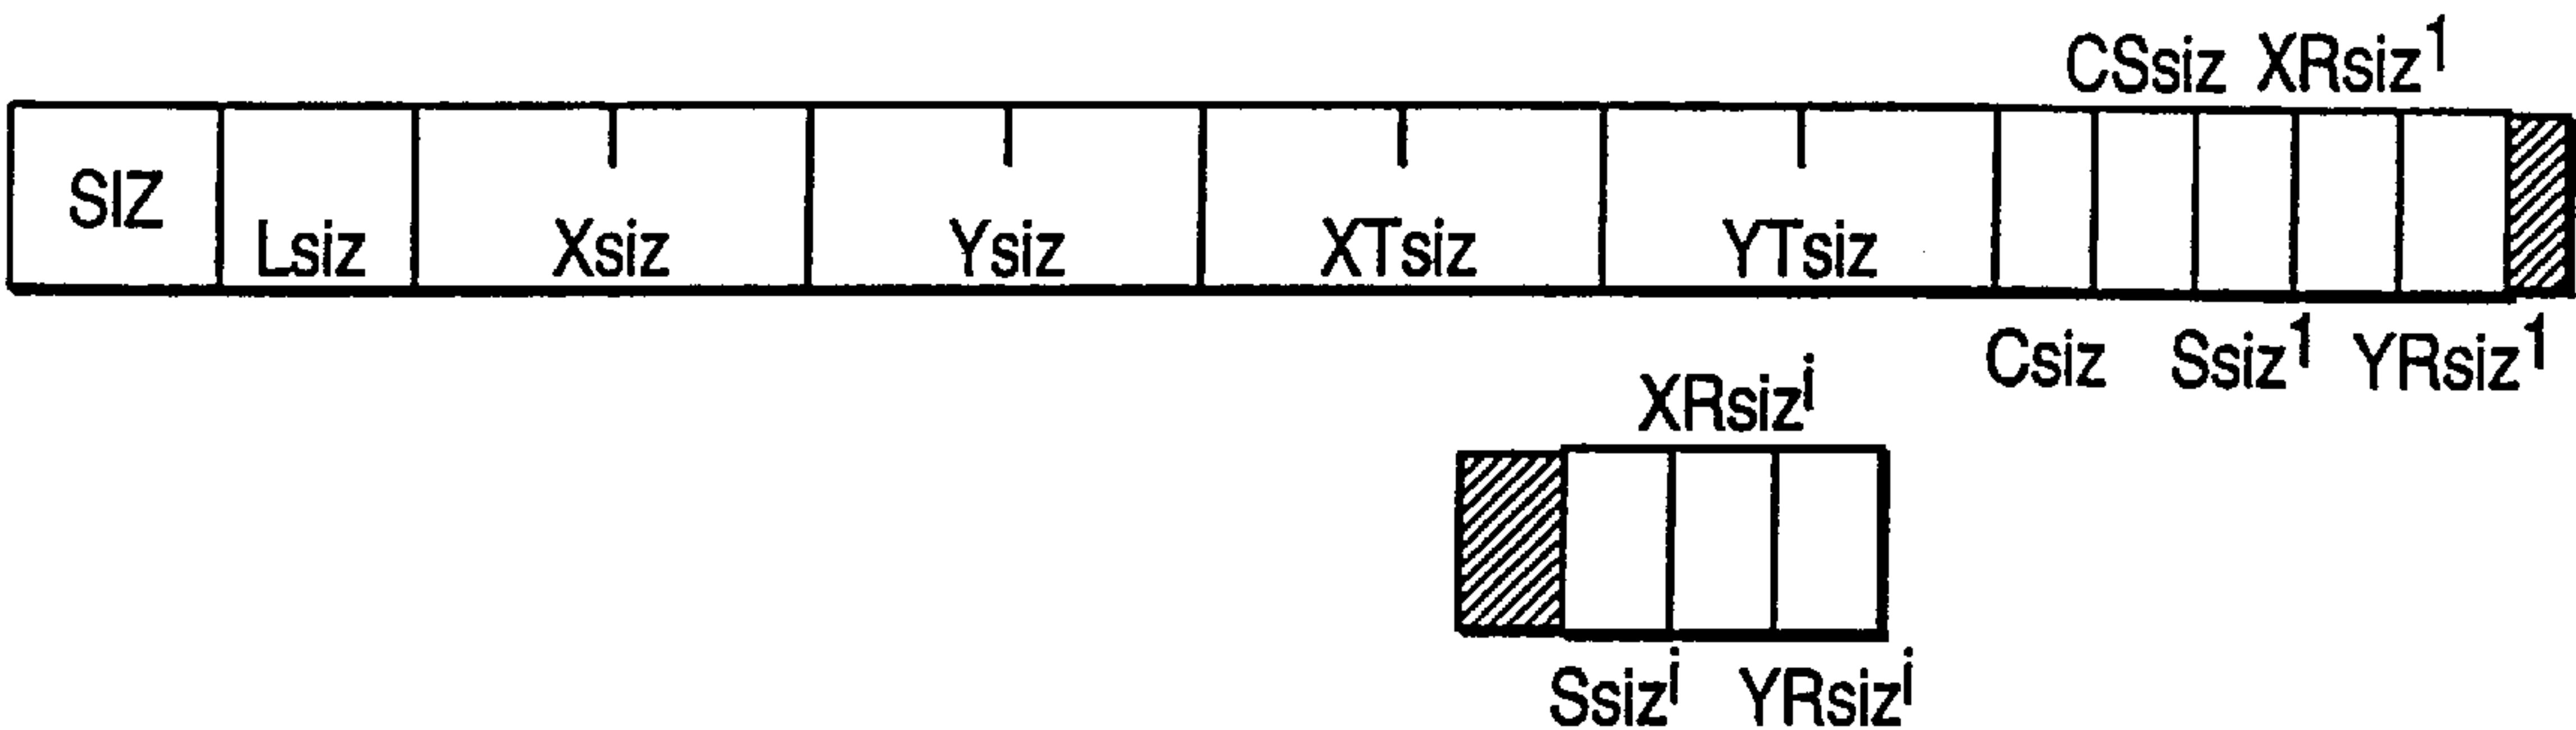 CSsiz XRsiz¹
SIZ Lsiz Xsiz Ysiz XTsiz YTsiz
Csiz Ssiz¹ YRsiz¹
XRsizⁱ
Ssizⁱ YRsizⁱ